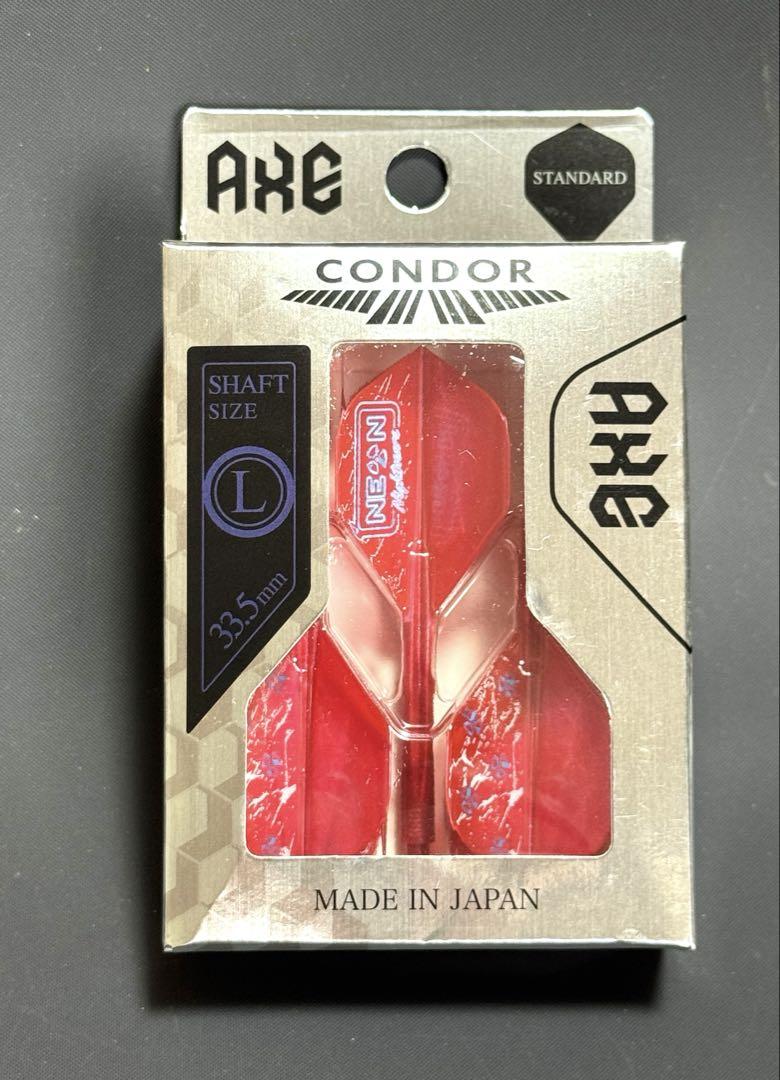 AXE
STANDARD
CONDOR
SHAFT
SIZE
L
33.5mm
AXE
NEON
MADE IN JAPAN